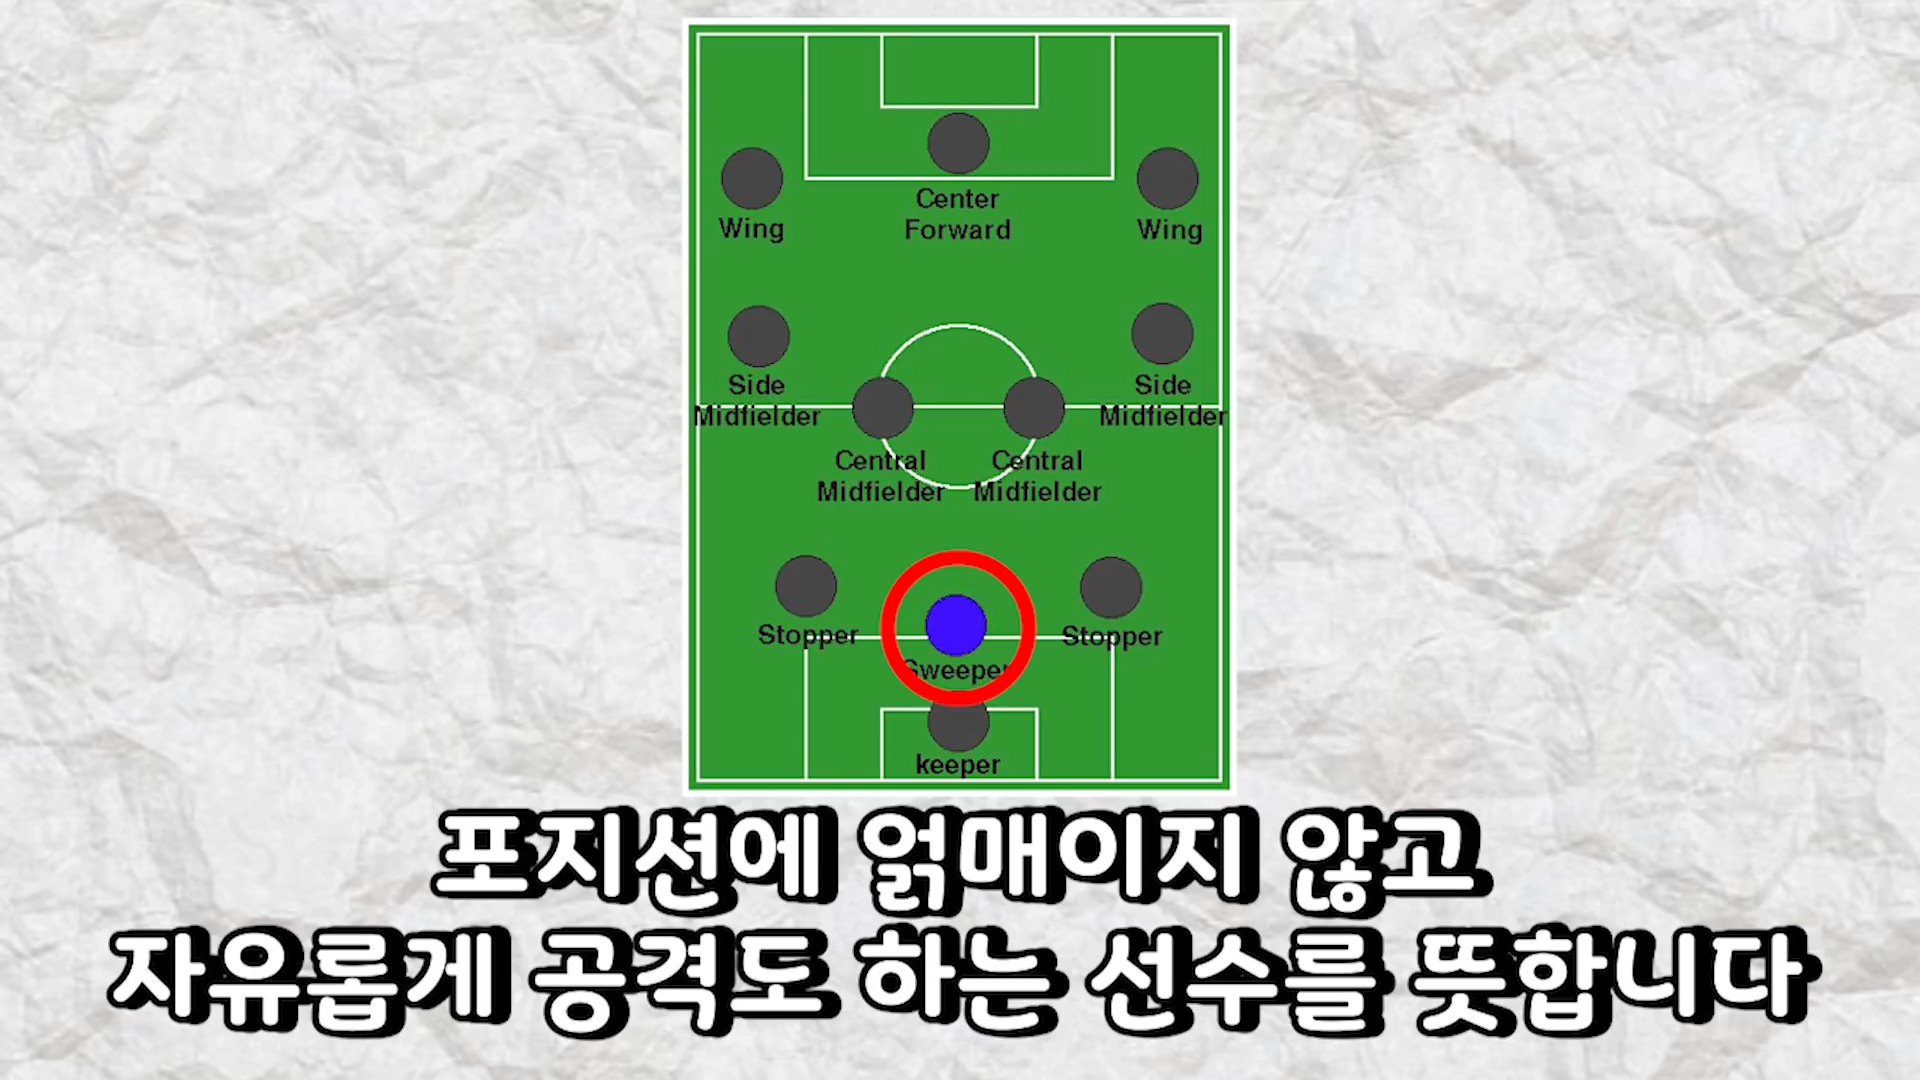 Center
Forward
Wing
Wing
Side
Midfielder
Side
Midfielder
Central
Midfielder
Central
Midfielder
Stopper
Stopper
Sweeper
keeper
포지션에 얽매이지 않고
자유롭게 공격도 하는 선수를 뜻합니다